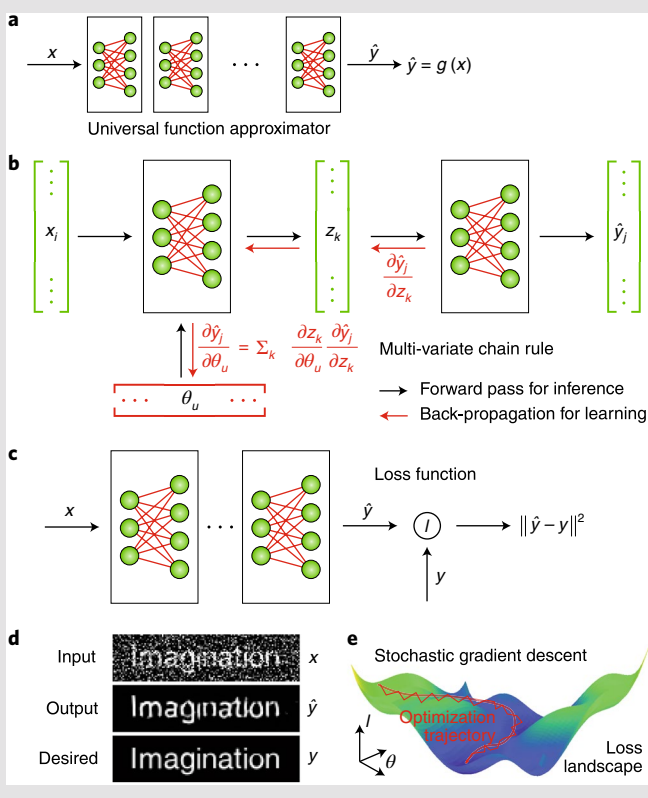 a
x
. . .
ŷ
ŷ = g (x)
Universal function approximator
b
x_i
z_k
ŷ_j
∂ŷ_j / ∂z_k
∂ŷ_j / ∂θ_u = Σ_k ∂z_k / ∂θ_u ∂ŷ_j / ∂z_k
Multi-variate chain rule
. . . θ_u . . .
Forward pass for inference
Back-propagation for learning
c
Loss function
x
. . .
ŷ
l
||ŷ – y||²
y
d
Input
Imagination
x
Output
Imagination
ŷ
Desired
Imagination
y
e
Stochastic gradient descent
Optimization
trajectory
l
θ
Loss
landscape